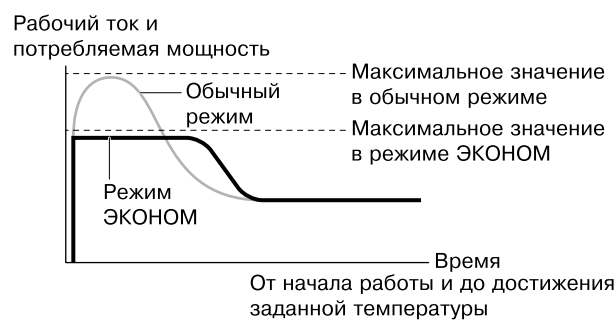 Рабочий ток и
потребляемая мощность
Максимальное значение
в обычном режиме
Обычный
режим
Максимальное значение
в режиме ЭКОНОМ
Режим
ЭКОНОМ
Время
От начала работы и до достижения
заданной температуры